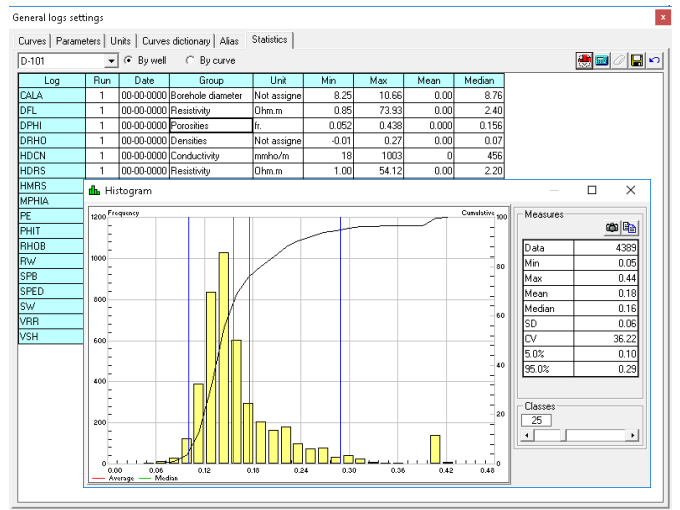 General logs settings x
Curves Parameters Units Curves dictionary Alias Statistics
D-101 By well By curve
Log Run Date Group Unit Min Max Mean Median
CALA 1 00-00-0000 Borehole diameter Not assigne 8.25 10.66 0.00 8.76
DFL 1 00-00-0000 Resistivity Ohm.m 0.85 73.93 0.00 2.40
DPHI 1 00-00-0000 Porosities fr. 0.052 0.438 0.000 0.156
DRHO 1 00-00-0000 Densities Not assigne -0.01 0.27 0.00 0.07
HDCN 1 00-00-0000 Conductivity mmho/m 18 1003 0 456
HDRS 1 00-00-0000 Resistivity Ohm.m 1.00 54.12 0.00 2.20
HMRS
MPHIA
PE
PHIT
RHOB
RW
SPB
SPED
SW
VRR
VSH
Histogram
1200 Frequency Cumulative 100
1000 80
800
60
600
40
400
20
200
0 0
0.00 0.06 0.12 0.18 0.24 0.30 0.36 0.42 0.48
Average Median
Measures
Data 4389
Min 0.05
Max 0.44
Mean 0.18
Median 0.16
SD 0.06
CV 36.22
5.0% 0.10
95.0% 0.29
Classes
25